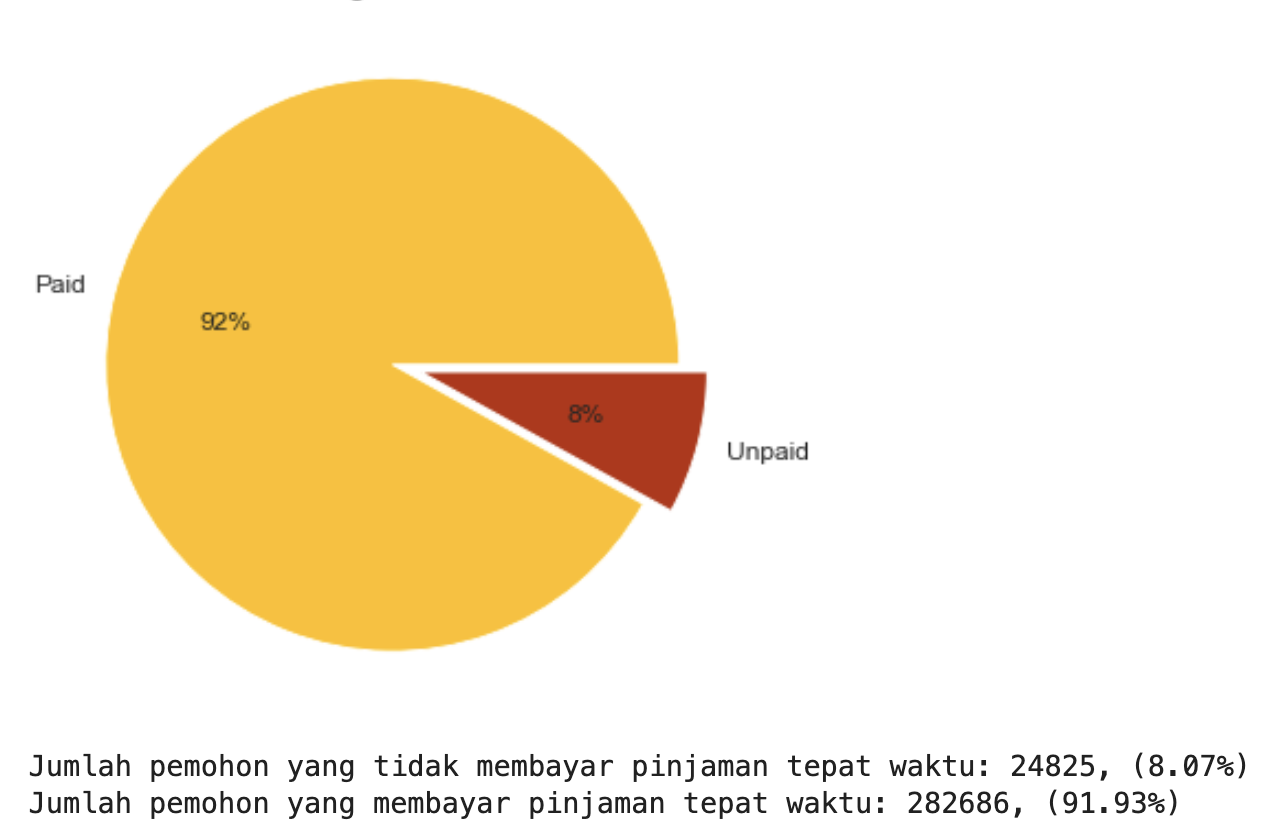 Paid
92%
8%
Unpaid
Jumlah pemohon yang tidak membayar pinjaman tepat waktu: 24825, (8.07%)
Jumlah pemohon yang membayar pinjaman tepat waktu: 282686, (91.93%)